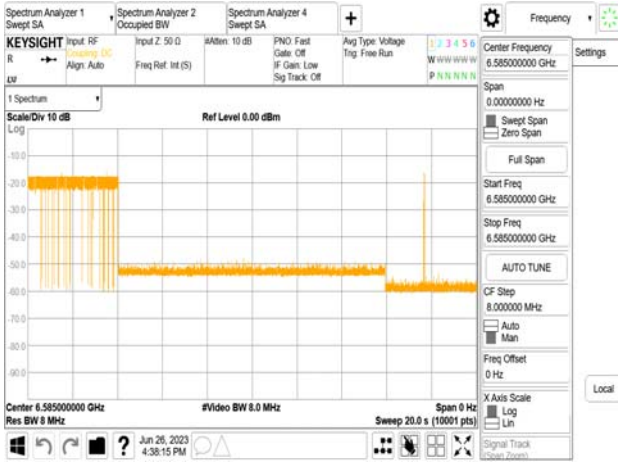 Spectrum Analyzer 1
Swept SA
Spectrum Analyzer 2
Occupied BW
Spectrum Analyzer 4
Swept SA
+
Frequency
KEYSIGHT
R
Input: RF
Coupling: DC
Align: Auto
Input Z: 50 Ω
Freq Ref: Int (S)
#Atten: 10 dB
PNO: Fast
Gate: Off
IF Gain: Low
Sig Track: Off
Avg Type: Voltage
Trig: Free Run
1 2 3 4 5 6
W W W W W W
P N N N N N
1 Spectrum
Scale/Div 10 dB
Ref Level 0.00 dBm
Log
-10.0
-20.0
-30.0
-40.0
-50.0
-60.0
-70.0
-80.0
-90.0
Center 6.585000000 GHz
#Video BW 8.0 MHz
Span 0 Hz
Res BW 8 MHz
Sweep 20.0 s (10001 pts)
Jun 26, 2023
4:38:15 PM
?
Center Frequency
6.585000000 GHz
Settings
Span
0.00000000 Hz
Swept Span
Zero Span
Full Span
Start Freq
6.585000000 GHz
Stop Freq
6.585000000 GHz
AUTO TUNE
CF Step
8.000000 MHz
Auto
Man
Freq Offset
0 Hz
X Axis Scale
Log
Lin
Signal Track
(Span Zoom)
Local